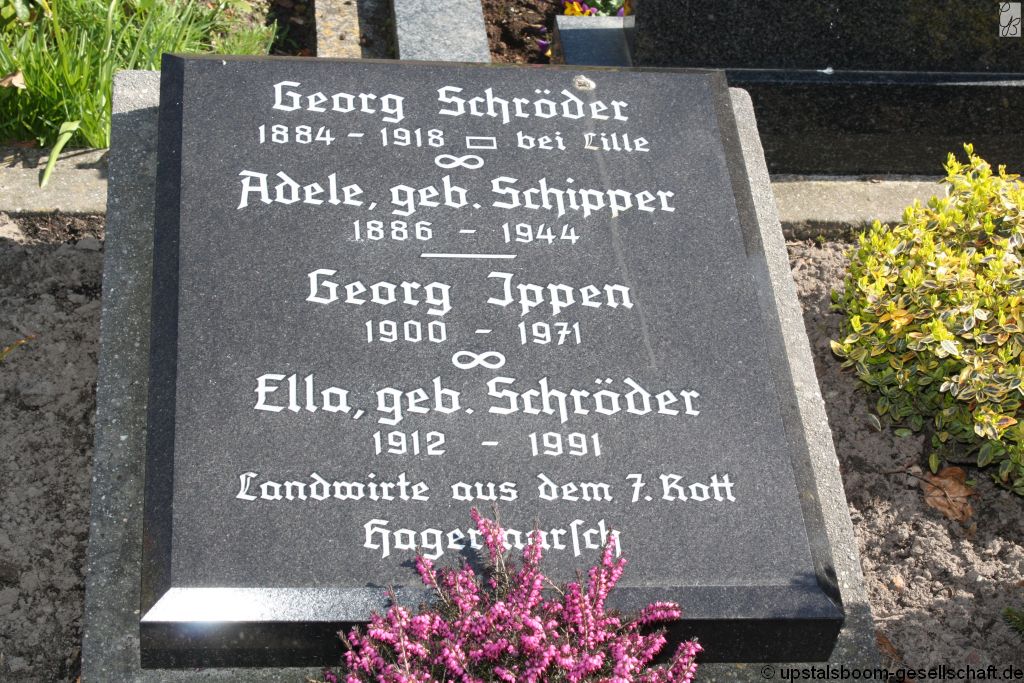 Georg Schröder
1884 - 1918 ▭ bei Lille
∞
Adele, geb. Schipper
1886 - 1944
Georg Ippen
1900 - 1971
∞
Ella, geb. Schröder
1912 - 1991
Landwirte aus dem 7. Rott
Hagermarsch
© upstalsboom-gesellschaft.de